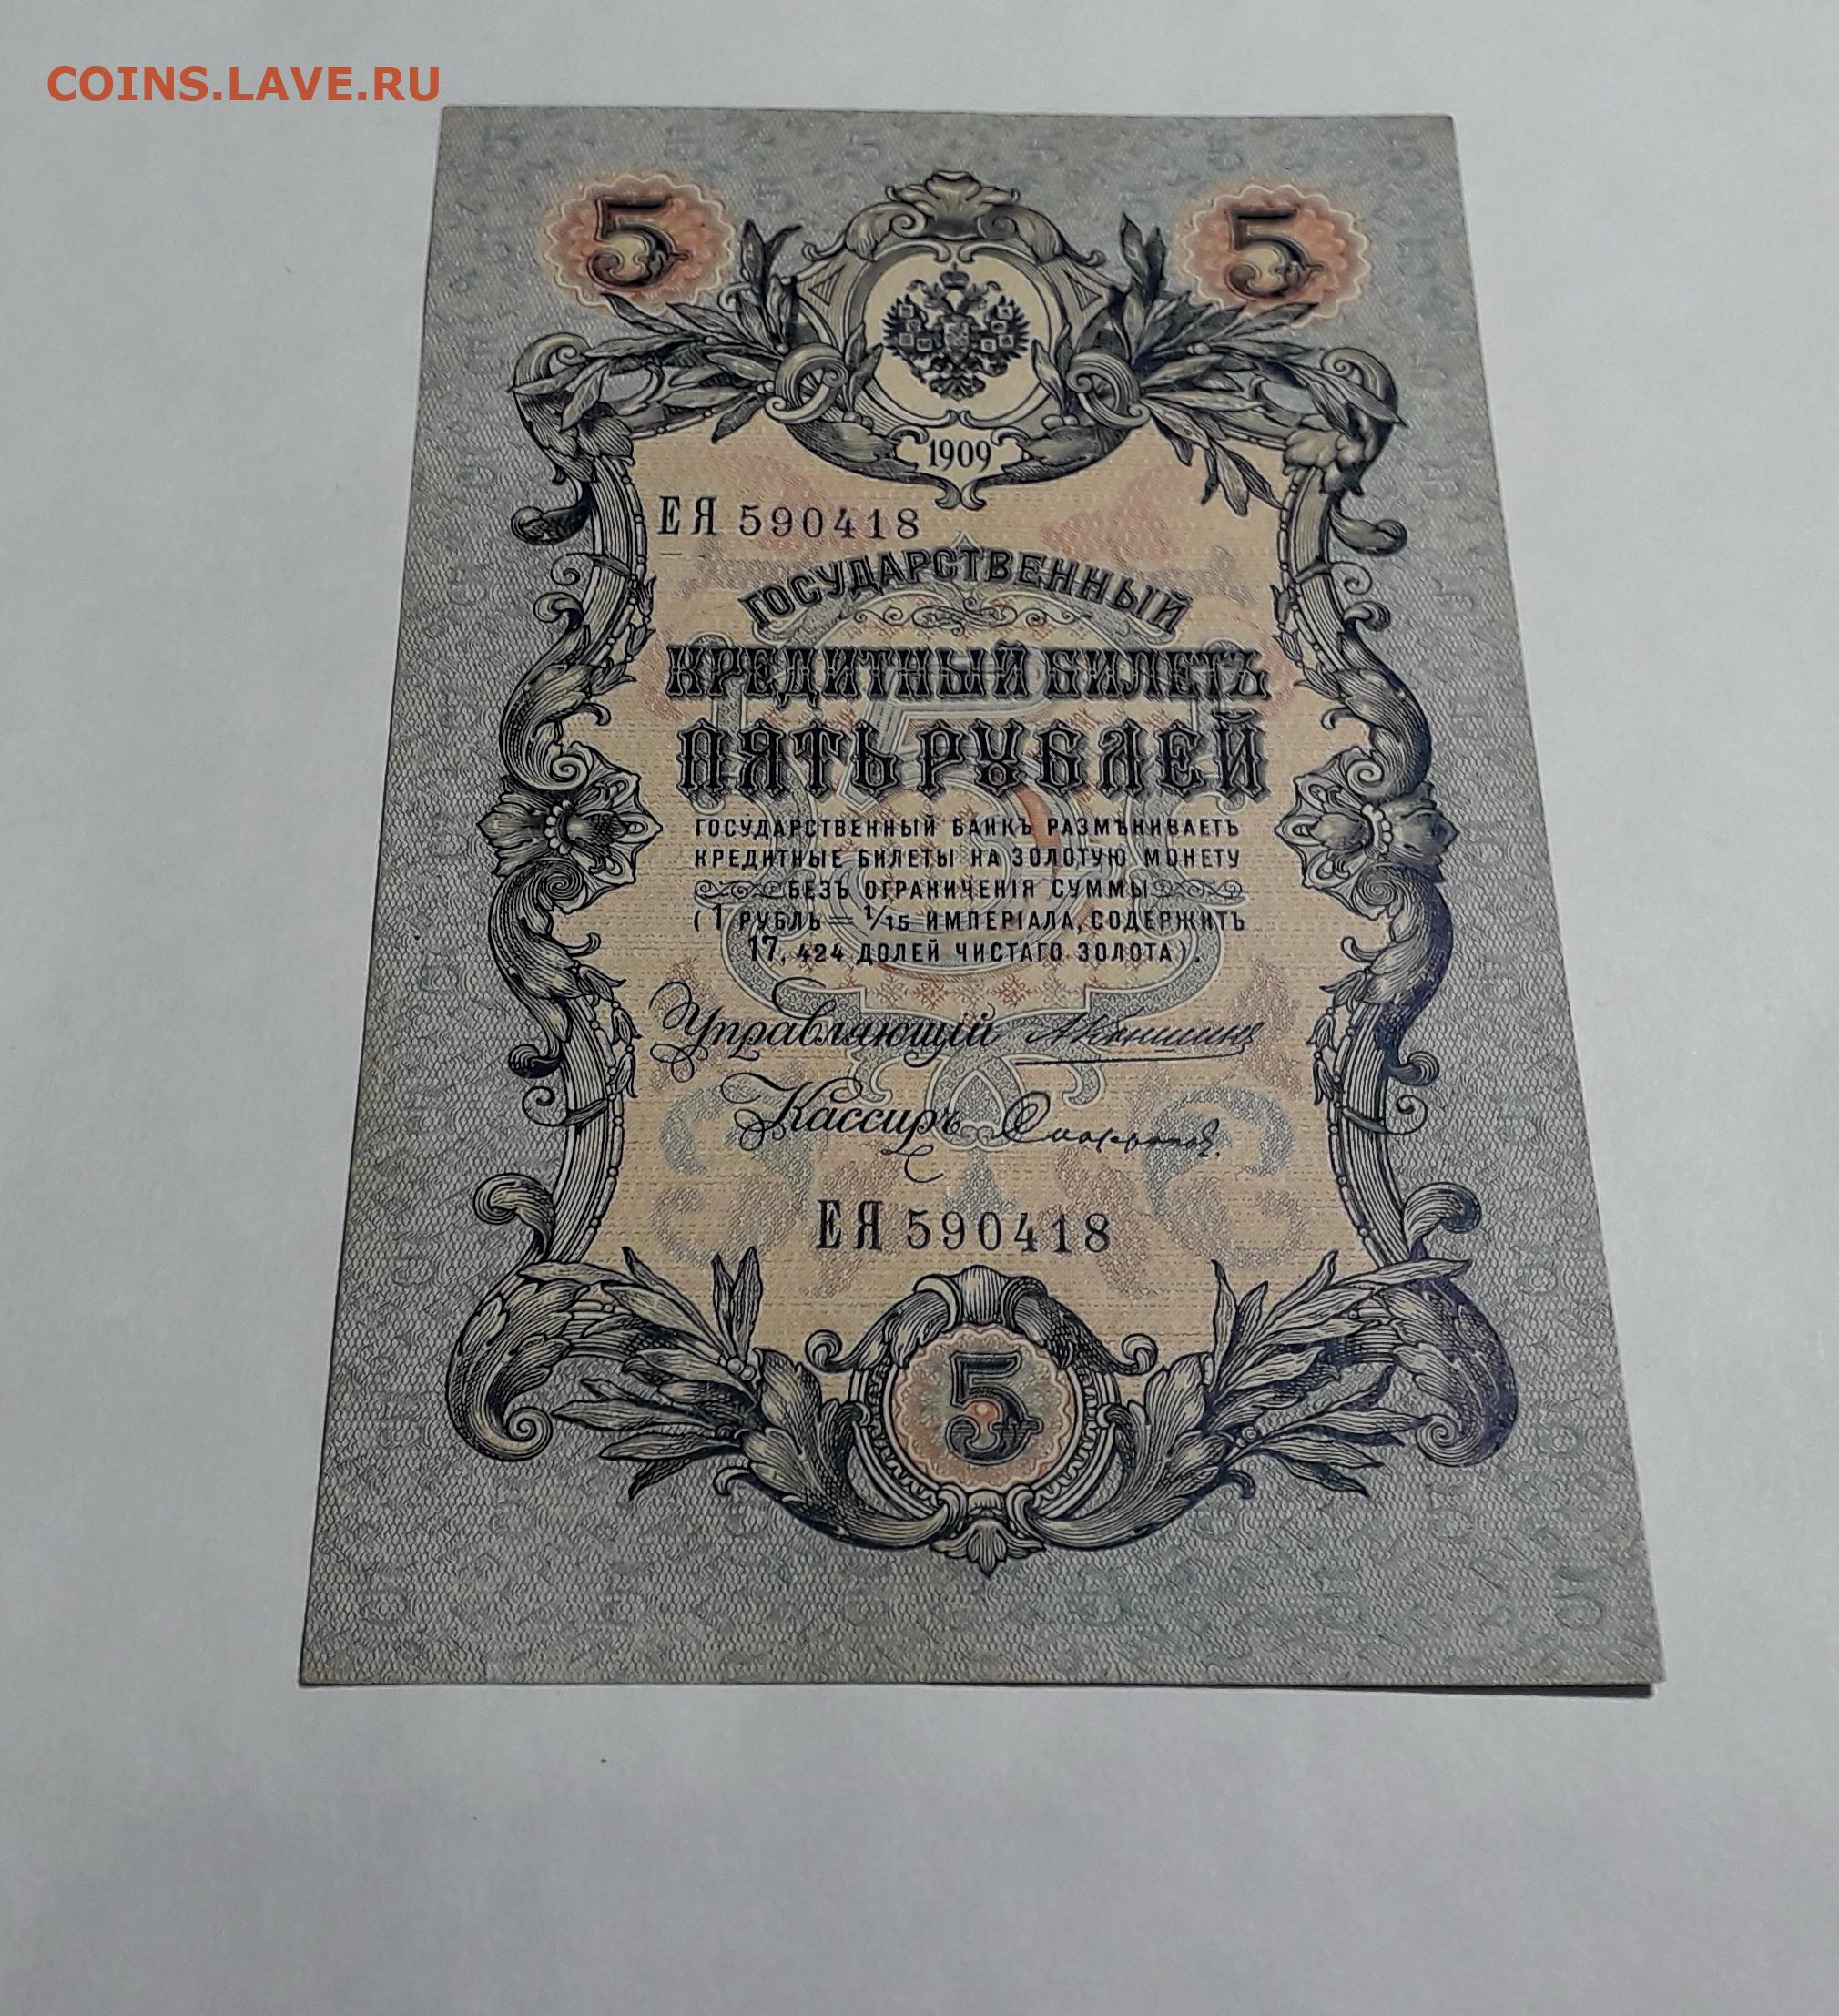 COINS.LAVE.RU
5 5
1909
ЕЯ 590418
ГОСУДАРСТВЕННЫЙ
КРЕДИТНЫЙ БИЛЕТЪ
ПЯТЬ РУБЛЕЙ
ГОСУДАРСТВЕННЫЙ БАНКЪ РАЗМѢНИВАЕТЪ
КРЕДИТНЫЕ БИЛЕТЫ НА ЗОЛОТУЮ МОНЕТУ
БЕЗЪ ОГРАНИЧЕНІЯ СУММЫ
(1 РУБЛЬ = 1/15 ИМПЕРІАЛА, СОДЕРЖИТЪ
17,424 ДОЛЕЙ ЧИСТАГО ЗОЛОТА).
Управляющій
Кассиръ
ЕЯ 590418
5